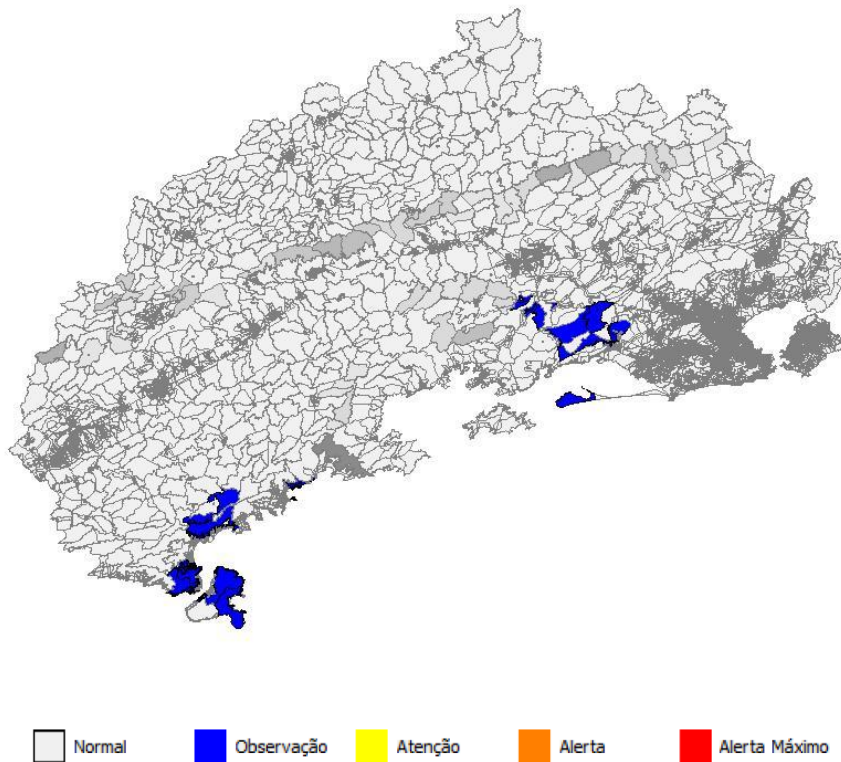 Normal
Observação
Atenção
Alerta
Alerta Máximo